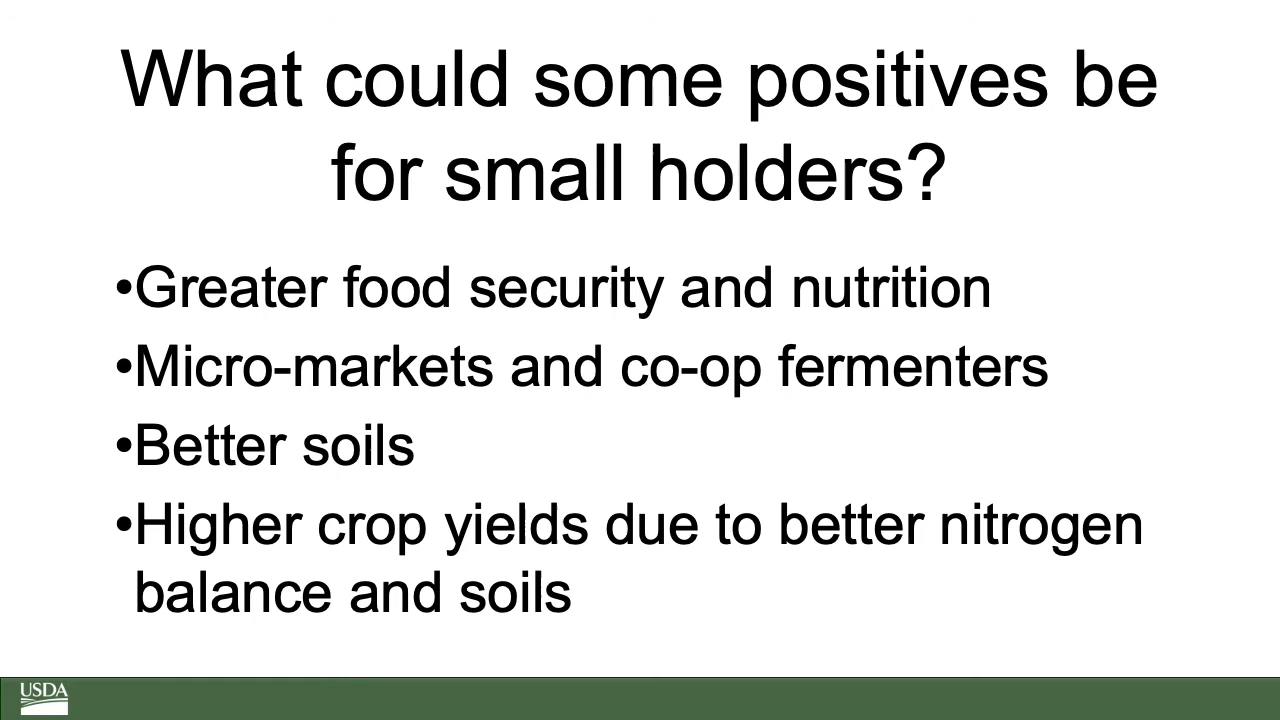 What could some positives be
for small holders?
•Greater food security and nutrition
•Micro-markets and co-op fermenters
•Better soils
•Higher crop yields due to better nitrogen
balance and soils
USDA